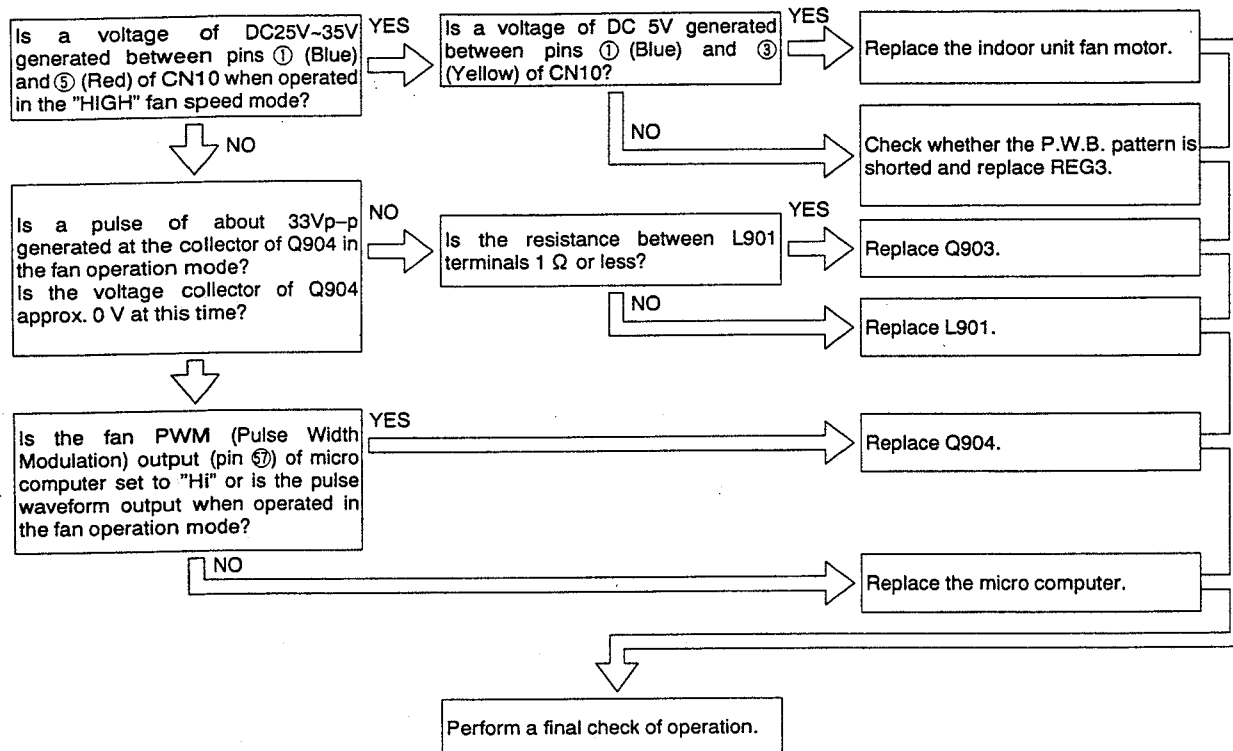 Is a voltage of DC25V~35V
generated between pins ① (Blue)
and ⑤ (Red) of CN10 when operated
in the "HIGH" fan speed mode?
YES
Is a voltage of DC 5V generated
between pins ① (Blue) and ③
(Yellow) of CN10?
YES
Replace the indoor unit fan motor.
NO
NO
Check whether the P.W.B. pattern is
shorted and replace REG3.
Is a pulse of about 33Vp–p
generated at the collector of Q904 in
the fan operation mode?
Is the voltage collector of Q904
approx. 0 V at this time?
NO
Is the resistance between L901
terminals 1 Ω or less?
YES
Replace Q903.
NO
Replace L901.
Is the fan PWM (Pulse Width
Modulation) output (pin 57) of micro
computer set to "Hi" or is the pulse
waveform output when operated in
the fan operation mode?
YES
Replace Q904.
NO
Replace the micro computer.
Perform a final check of operation.